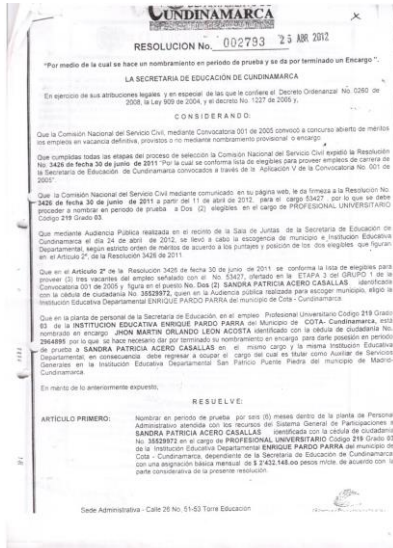 CUNDINAMARCA
RESOLUCION No. 002793 25 ABR 2012
"Por medio de la cual se hace un nombramiento en periodo de prueba y se da por terminado un Encargo ".
LA SECRETARIA DE EDUCACIÓN DE CUNDINAMARCA
En ejercicio de sus atribuciones legales y en especial de las que le confiere el Decreto Ordenanzal No. 0260 de
2008, la Ley 909 de 2004, y el decreto No. 1227 de 2005 y,
CONSIDERANDO:
Que la Comisión Nacional del Servicio Civil, mediante Convocatoria 001 de 2005 convocó a concurso abierto de méritos
los empleos en vacancia definitiva, provistos o no mediante nombramiento provisional o encargo.
Que cumplidas todas las etapas del proceso de selección la Comisión Nacional del Servicio Civil expidió la Resolución
No. 3426 de fecha 30 de junio de 2011 "Por la cual se conforma lista de elegibles para proveer empleos de carrera de
la Secretaría de Educación de Cundinamarca convocados a través de la Aplicación V de la Convocatoria No. 001 de
2005"
Que la Comisión Nacional del Servicio Civil mediante comunicado en su página web, le da firmeza a la Resolución No.
3426 de fecha 30 de junio de 2011 a partir del 11 abril de 2012, para el cargo 53427, por lo que se debe
proceder a nombrar en periodo de prueba a Dos (2) elegibles en el cargo de PROFESIONAL UNIVERSITARIO
Código 219 Grado 03.
Que mediante Audiencia Pública realizada en el recinto de la Sala de Juntas de la Secretaría de Educación de
Cundinamarca el día 24 de abril de 2012, se llevó a cabo la escogencia de municipio e Institución Educativa
Departamental, según estricto orden de méritos de acuerdo a los puntajes y posición de los dos elegibles que figuran
en el Artículo 2º, de la Resolución 3426 de 2011
Que en el Artículo 2º de la Resolución 3426 de fecha 30 de junio de 2011 se conforma la lista de elegibles para
proveer (3) tres vacantes del empleo señalado con el No. 53427, ofertado en la ETAPA 3 del GRUPO 1 de la
Convocatoria 001 de 2005 y figura en el puesto No. Dos (2) SANDRA PATRICIA ACERO CASALLAS identificada
con la cédula de ciudadanía No. 35529972, quien en la Audiencia Pública realizada para escoger municipio, eligió la
Institución Educativa Departamental ENRIQUE PARDO PARRA del municipio de Cota - Cundinamarca.
Que en la planta de personal de la Secretaría de Educación, en el empleo Profesional Universitario Código 219 Grado
03 de la INSTITUCION EDUCATIVA ENRIQUE PARDO PARRA del Municipio de COTA- Cundinamarca, está
nombrado en encargo JHON MARTIN ORLANDO LEON ACOSTA identificado con la cédula de ciudadanía No.
2964895 por lo que se hace necesario dar por terminado su nombramiento en encargo para darle posesión en periodo
de prueba a SANDRA PATRICIA ACERO CASALLAS en el mismo cargo y la misma Institución Educativa
Departamental, en consecuencia debe regresar a ocupar el cargo del cual es titular como Auxiliar de Servicios
Generales en la Institución Educativa Departamental San Patricio Puente Piedra del municipio de Madrid-
Cundinamarca.
En mérito de lo anteriormente expuesto,
RESUELVE:
ARTÍCULO PRIMERO: Nombrar en periodo de prueba por seis (6) meses dentro de la planta de Personal
Administrativo atendida con los recursos del Sistema General de Participaciones a
SANDRA PATRICIA ACERO CASALLAS identificada con la cédula de ciudadanía
No. 35529972 en el cargo de PROFESIONAL UNIVERSITARIO Código 219 Grado 03
de la Institución Educativa Departamental ENRIQUE PARDO PARRA del municipio de
Cota - Cundinamarca, dependiente de la Secretaría de Educación de Cundinamarca
con una asignación básica mensual de $ 2'432.148.oo pesos m/cte, de acuerdo con la
parte considerativa de la presente resolución.
Sede Administrativa - Calle 26 No. 51-53 Torre Educación